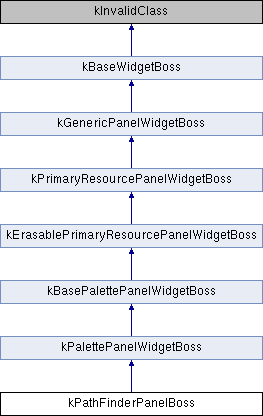 kInvalidClass
kBaseWidgetBoss
kGenericPanelWidgetBoss
kPrimaryResourcePanelWidgetBoss
kErasablePrimaryResourcePanelWidgetBoss
kBasePalettePanelWidgetBoss
kPalettePanelWidgetBoss
kPathFinderPanelBoss